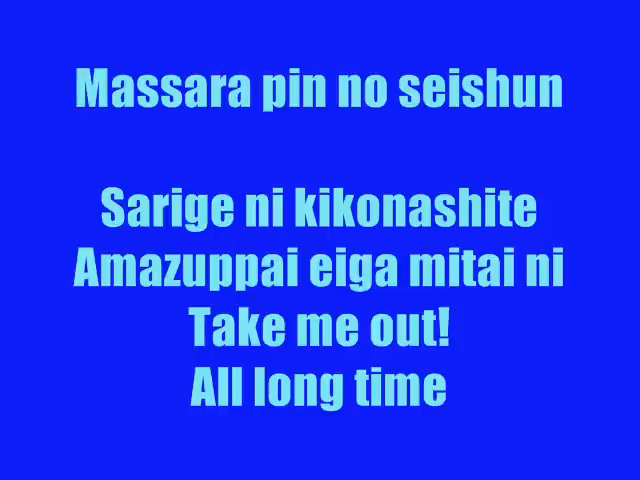 Massara pin no seishun
Sarige ni kikonashite
Amazuppai eiga mitai ni
Take me out!
All long time